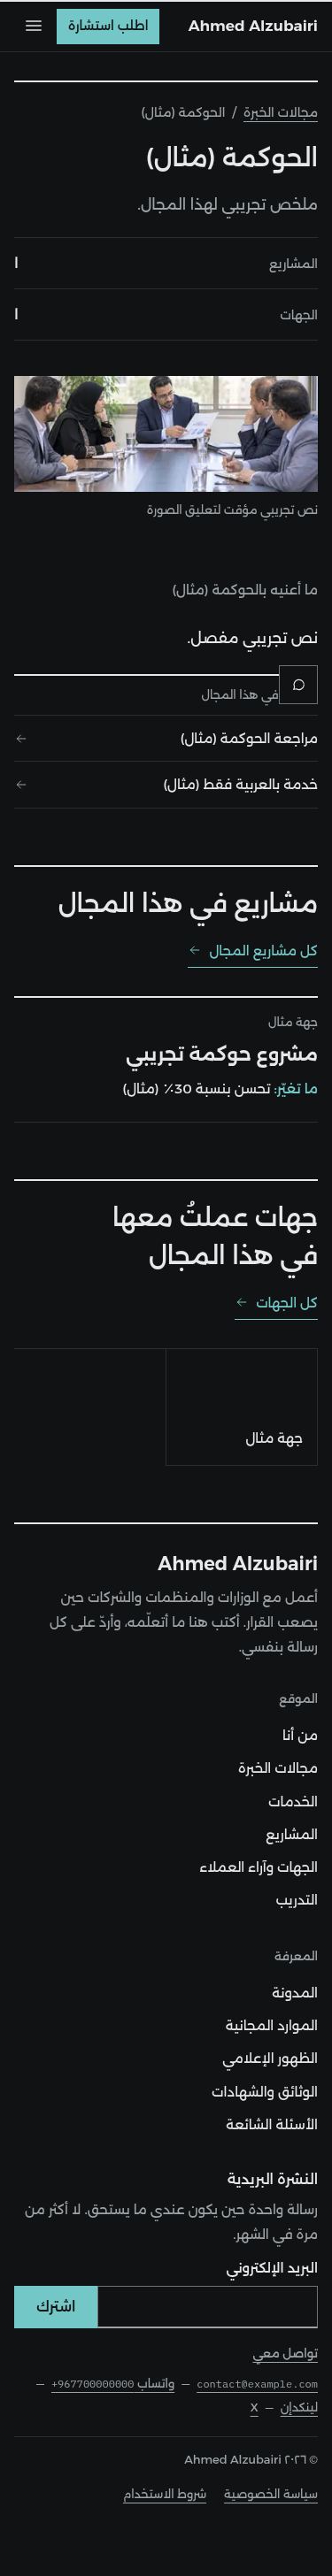 Ahmed Alzubairi
اطلب استشارة
مجالات الخبرة / الحوكمة (مثال)
الحوكمة (مثال)
ملخص تجريبي لهذا المجال.
المشاريع ١
الجهات ١
نص تجريبي مؤقت لتعليق الصورة
ما أعنيه بالحوكمة (مثال)
نص تجريبي مفصل.
في هذا المجال
مراجعة الحوكمة (مثال) ←
خدمة بالعربية فقط (مثال) ←
مشاريع في هذا المجال
كل مشاريع المجال ←
جهة مثال
مشروع حوكمة تجريبي
ما تغيّر: تحسن بنسبة 30٪ (مثال)
جهات عملتُ معها
في هذا المجال
كل الجهات ←
جهة مثال
Ahmed Alzubairi
أعمل مع الوزارات والمنظمات والشركات حين
يصعب القرار. أكتب هنا ما أتعلّمه، وأردّ على كل
رسالة بنفسي.
الموقع
من أنا
مجالات الخبرة
الخدمات
المشاريع
الجهات وآراء العملاء
التدريب
المعرفة
المدونة
الموارد المجانية
الظهور الإعلامي
الوثائق والشهادات
الأسئلة الشائعة
النشرة البريدية
رسالة واحدة حين يكون عندي ما يستحق. لا أكثر من
مرة في الشهر.
البريد الإلكتروني
اشترك
تواصل معي
contact@example.com — واتساب +967700000000 —
لينكدإن — X
© ٢٠٢٦ Ahmed Alzubairi
سياسة الخصوصية شروط الاستخدام